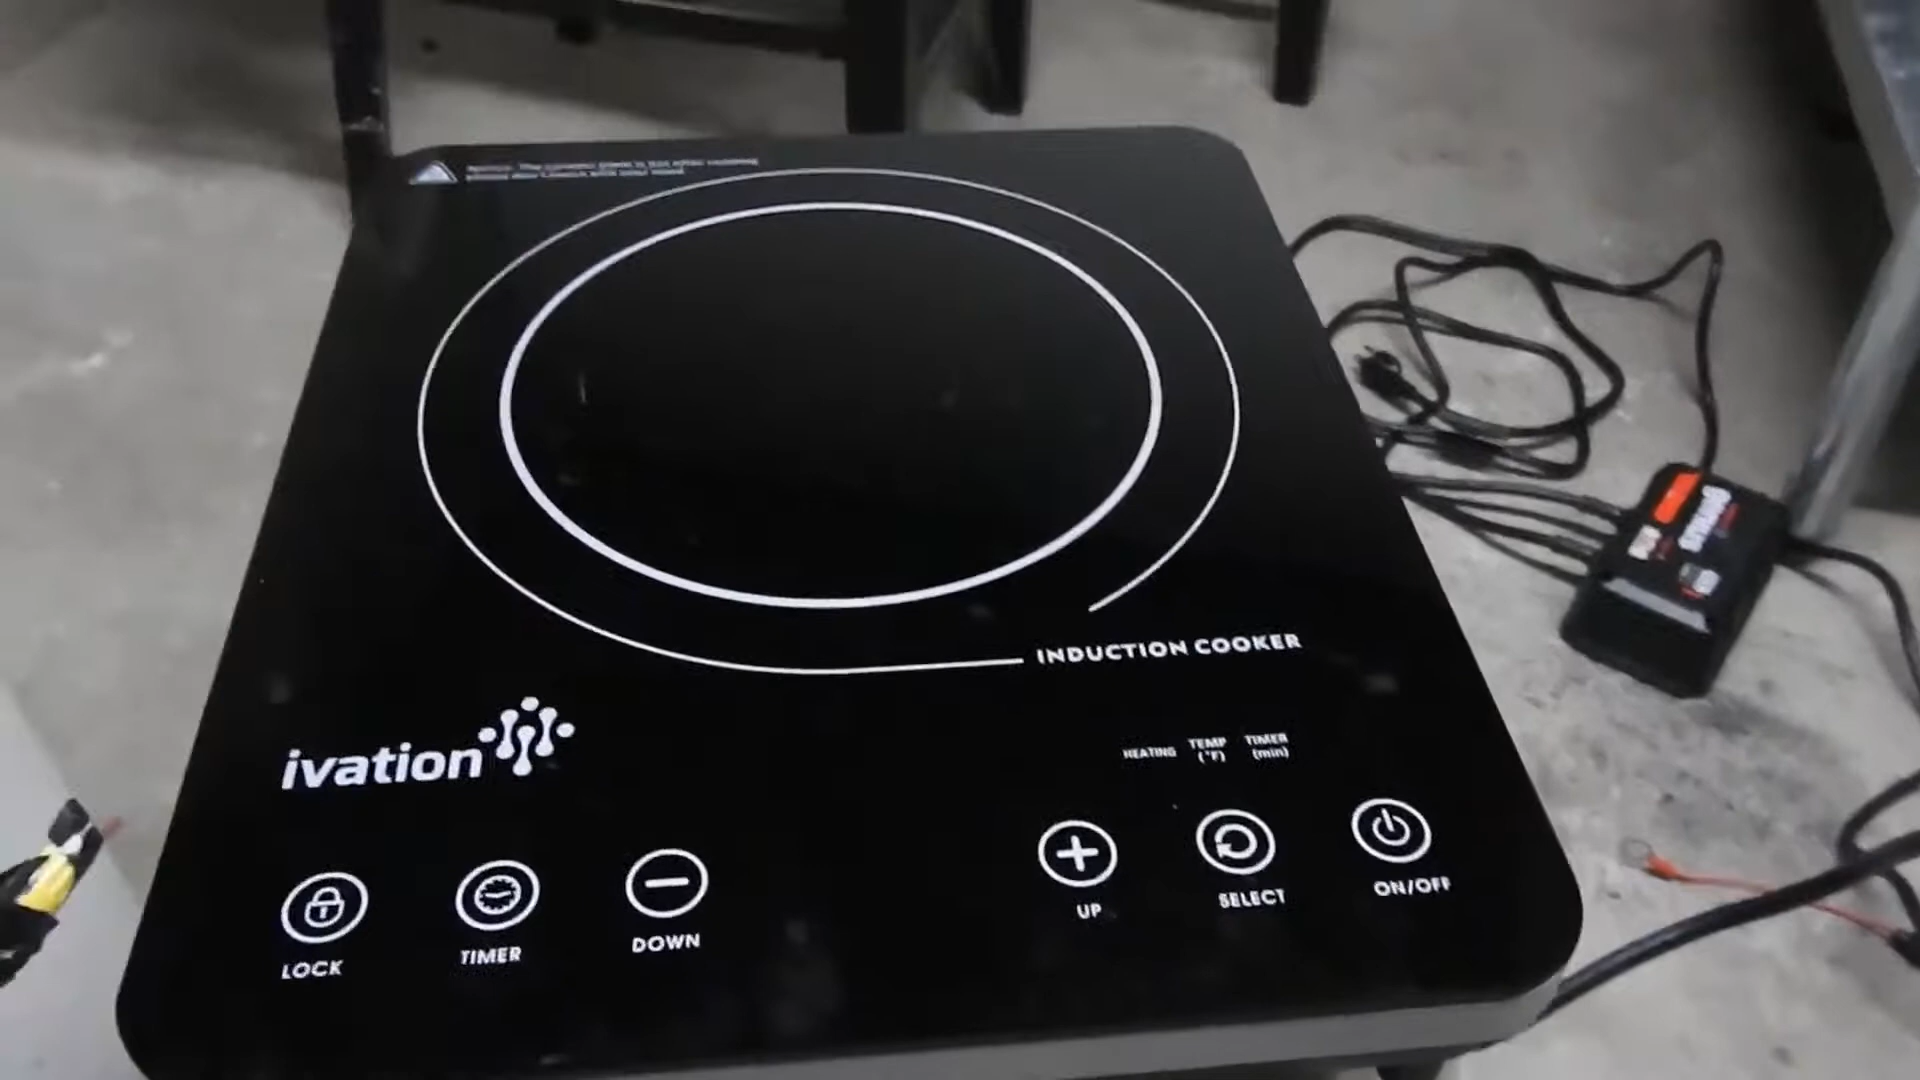 ivation
INDUCTION COOKER
HEATING TEMP (°F) TIMER (min)
LOCK TIMER DOWN UP SELECT ON/OFF